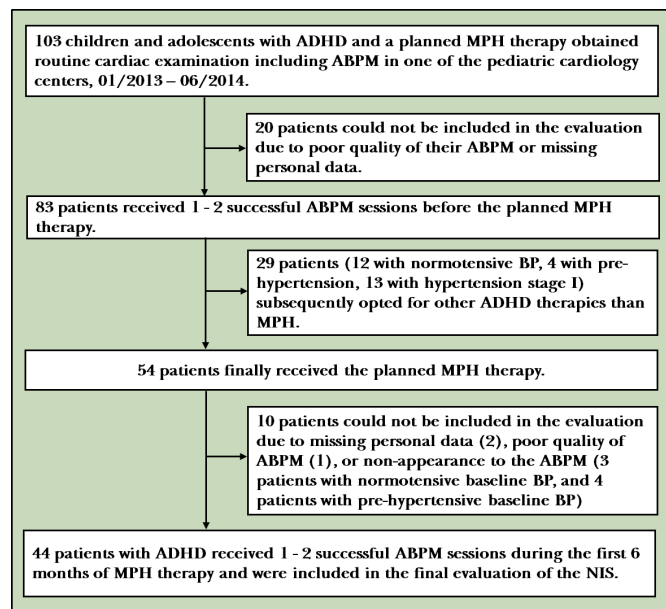 103 children and adolescents with ADHD and a planned MPH therapy obtained
routine cardiac examination including ABPM in one of the pediatric cardiology
centers, 01/2013 – 06/2014.
20 patients could not be included in the evaluation
due to poor quality of their ABPM or missing
personal data.
83 patients received 1 - 2 successful ABPM sessions before the planned MPH
therapy.
29 patients (12 with normotensive BP, 4 with pre-
hypertension, 13 with hypertension stage I)
subsequently opted for other ADHD therapies than
MPH.
54 patients finally received the planned MPH therapy.
10 patients could not be included in the evaluation
due to missing personal data (2), poor quality of
ABPM (1), or non-appearance to the ABPM (3
patients with normotensive baseline BP, and 4
patients with pre-hypertensive baseline BP)
44 patients with ADHD received 1 - 2 successful ABPM sessions during the first 6
months of MPH therapy and were included in the final evaluation of the NIS.